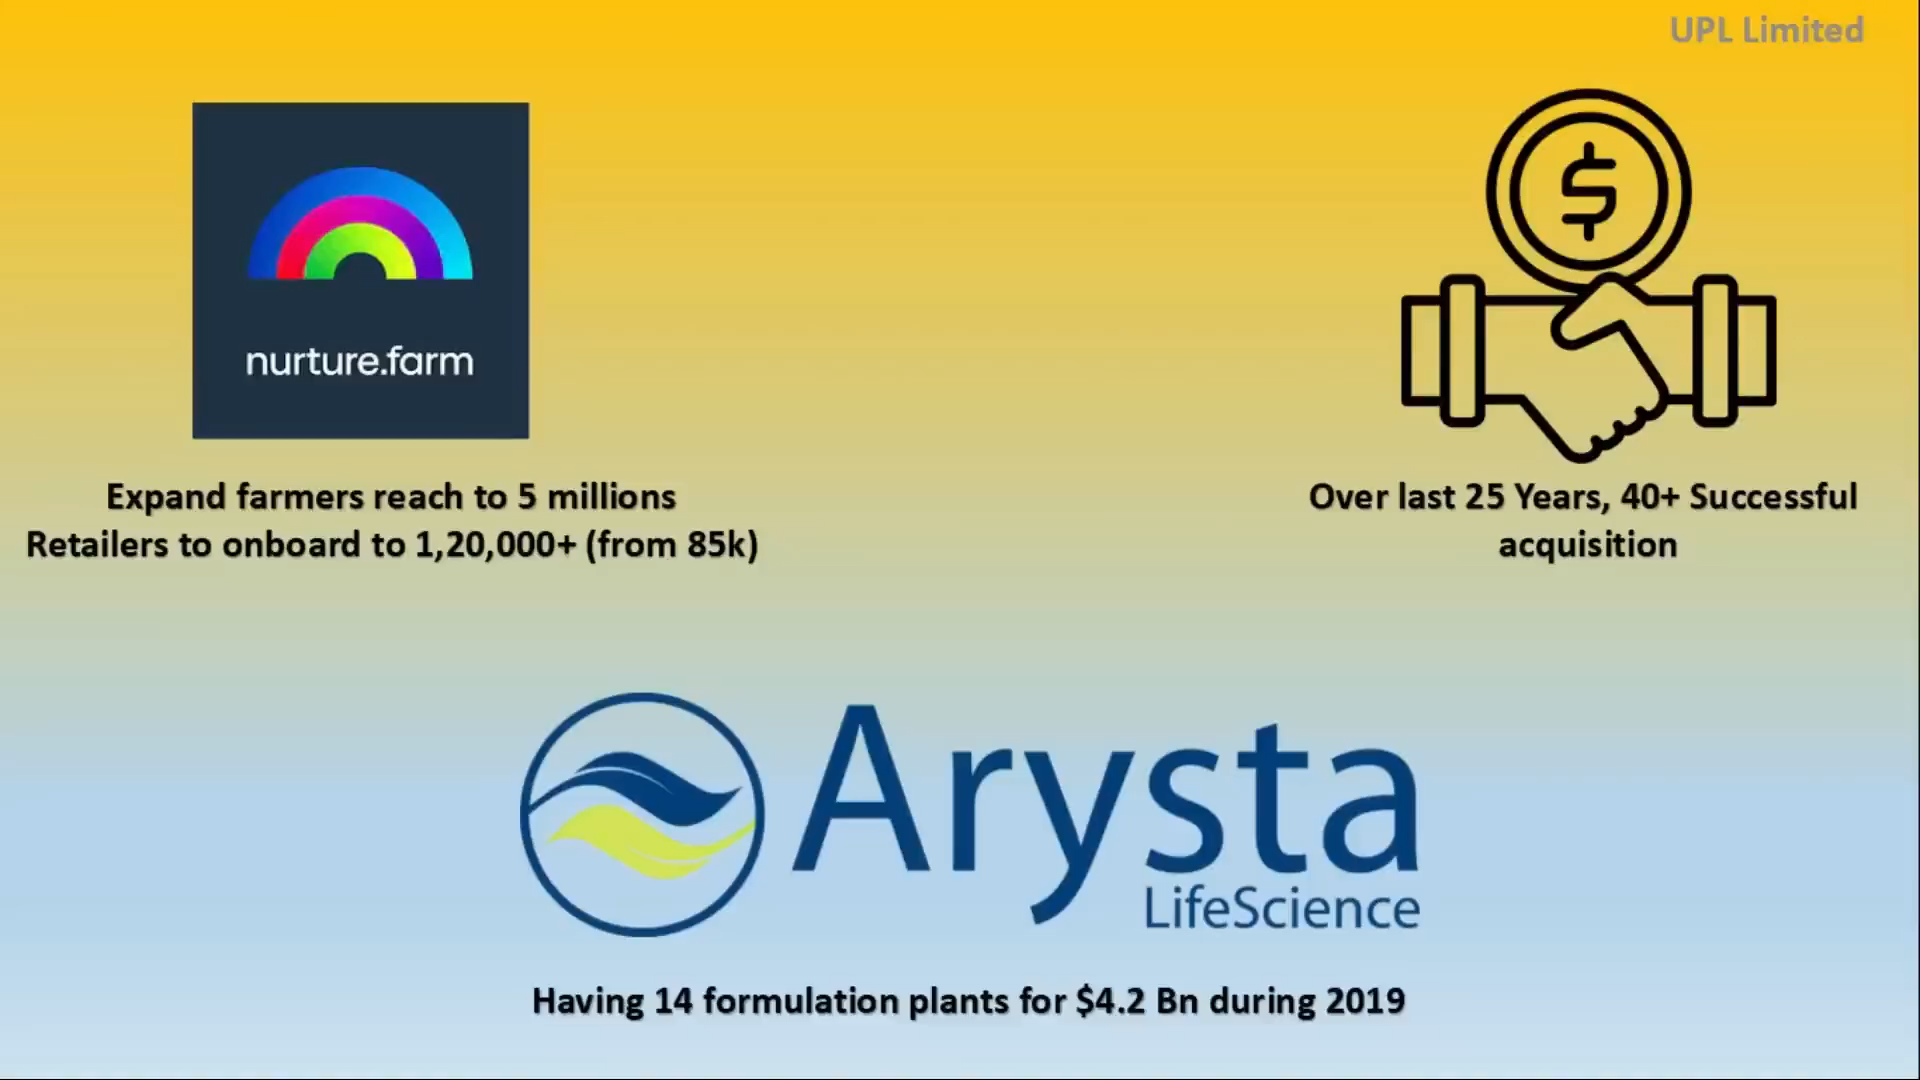 UPL Limited
nurture.farm
Expand farmers reach to 5 millions
Retailers to onboard to 1,20,000+ (from 85k)
$
Over last 25 Years, 40+ Successful
acquisition
Arysta
LifeScience
Having 14 formulation plants for $4.2 Bn during 2019